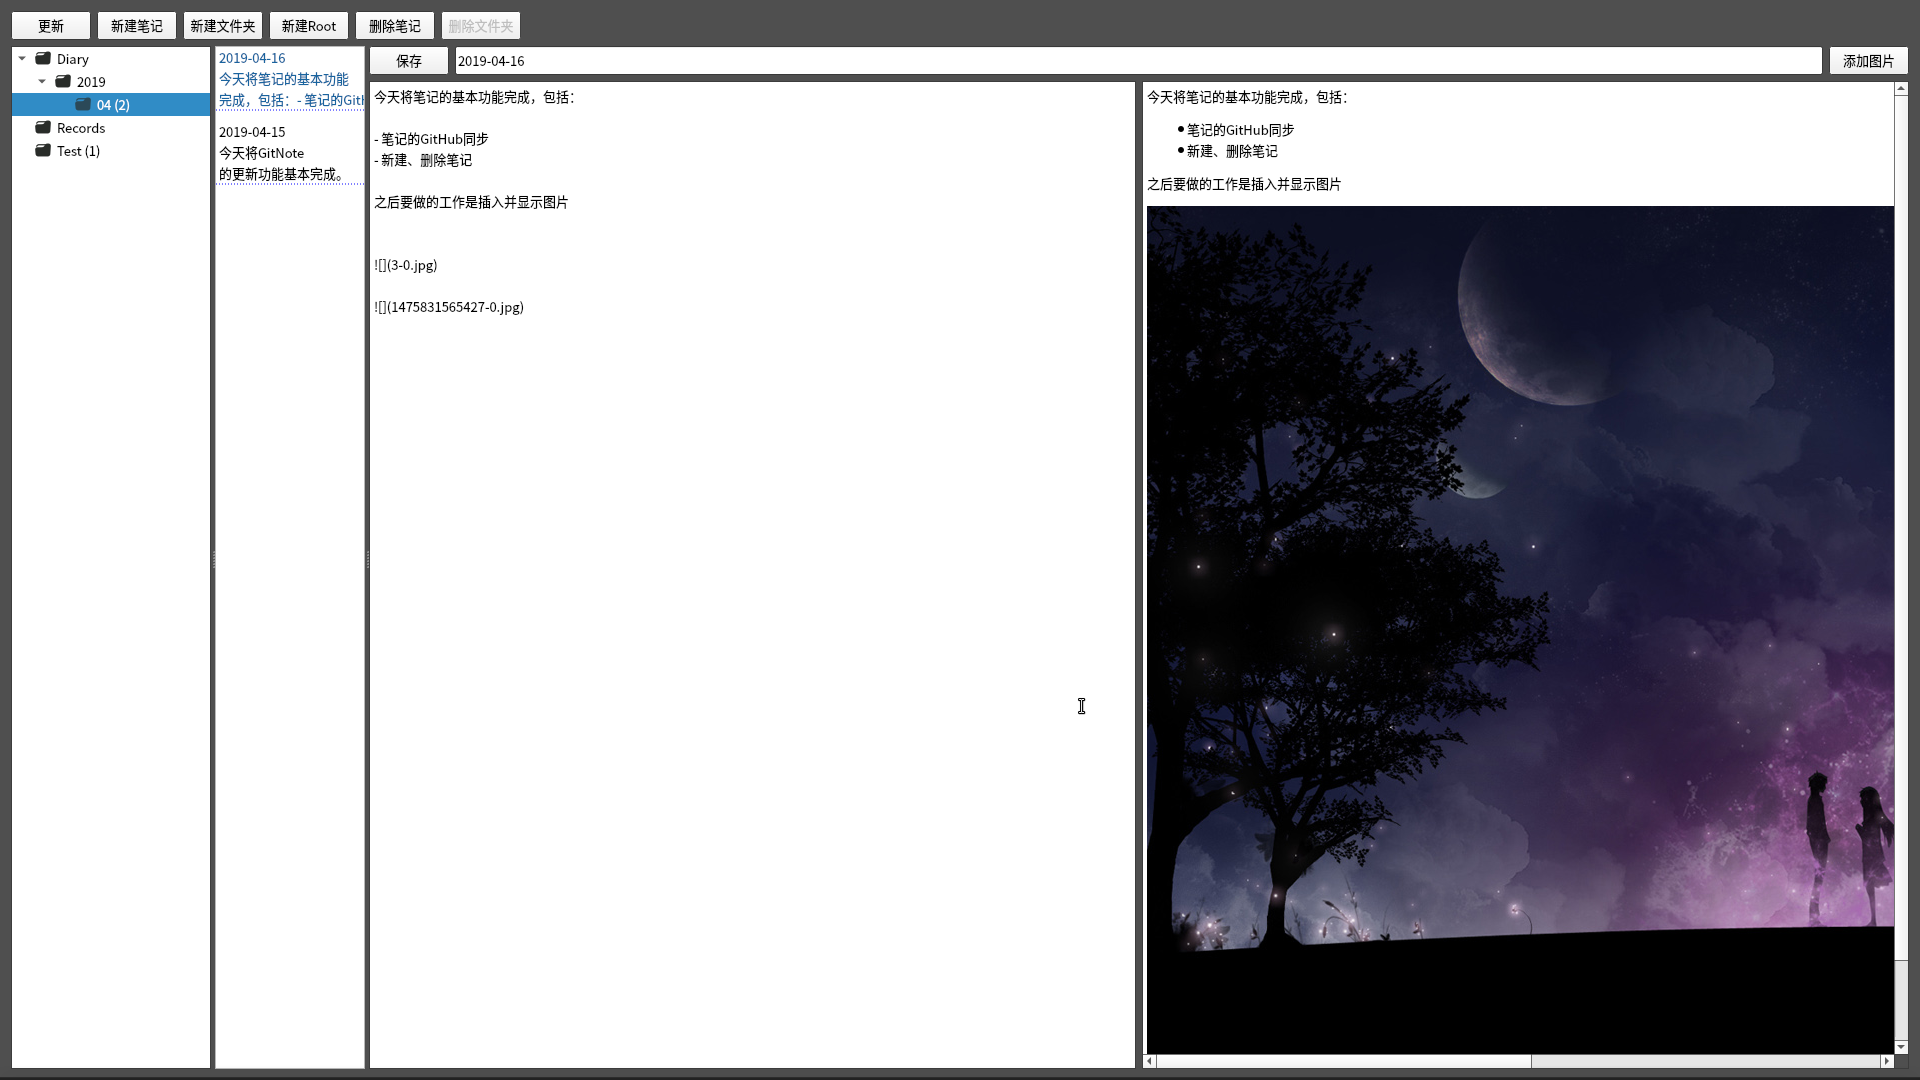 更新 新建笔记 新建文件夹 新建Root 删除笔记 删除文件夹
Diary
2019
04 (2)
Records
Test (1)
2019-04-16
今天将笔记的基本功能
完成，包括：- 笔记的GitH
2019-04-15
今天将GitNote
的更新功能基本完成。
保存 2019-04-16 添加图片
今天将笔记的基本功能完成，包括：
- 笔记的GitHub同步
- 新建、删除笔记
之后要做的工作是插入并显示图片
![](3-0.jpg)
![](1475831565427-0.jpg)
今天将笔记的基本功能完成，包括：
●笔记的GitHub同步
●新建、删除笔记
之后要做的工作是插入并显示图片